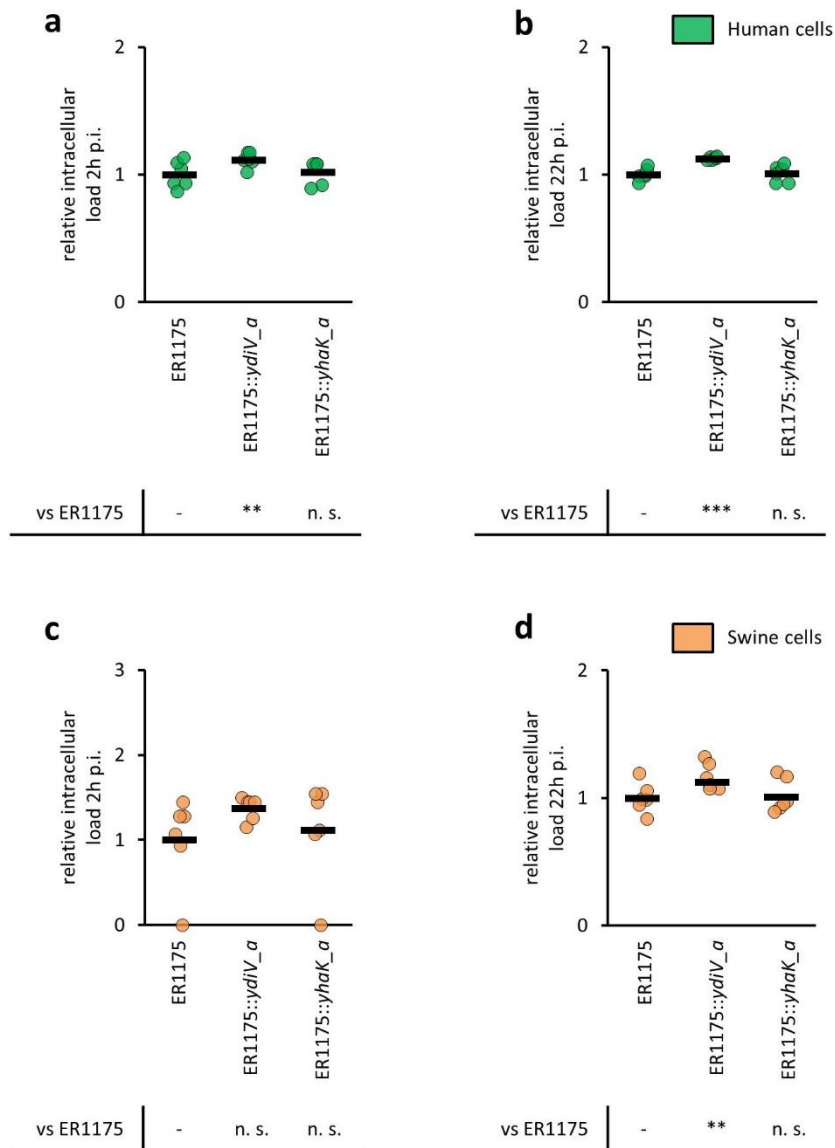 a
relative intracellular
load 2h p.i.
2
1
0
ER1175
ER1175::ydiV_a
ER1175::yhaK_a
vs ER1175 - ** n. s.
b
Human cells
relative intracellular
load 22h p.i.
2
1
0
ER1175
ER1175::ydiV_a
ER1175::yhaK_a
vs ER1175 - *** n. s.
c
relative intracellular
load 2h p.i.
3
2
1
0
ER1175
ER1175::ydiV_a
ER1175::yhaK_a
vs ER1175 - n. s. n. s.
d
Swine cells
relative intracellular
load 22h p.i.
2
1
0
ER1175
ER1175::ydiV_a
ER1175::yhaK_a
vs ER1175 - ** n. s.